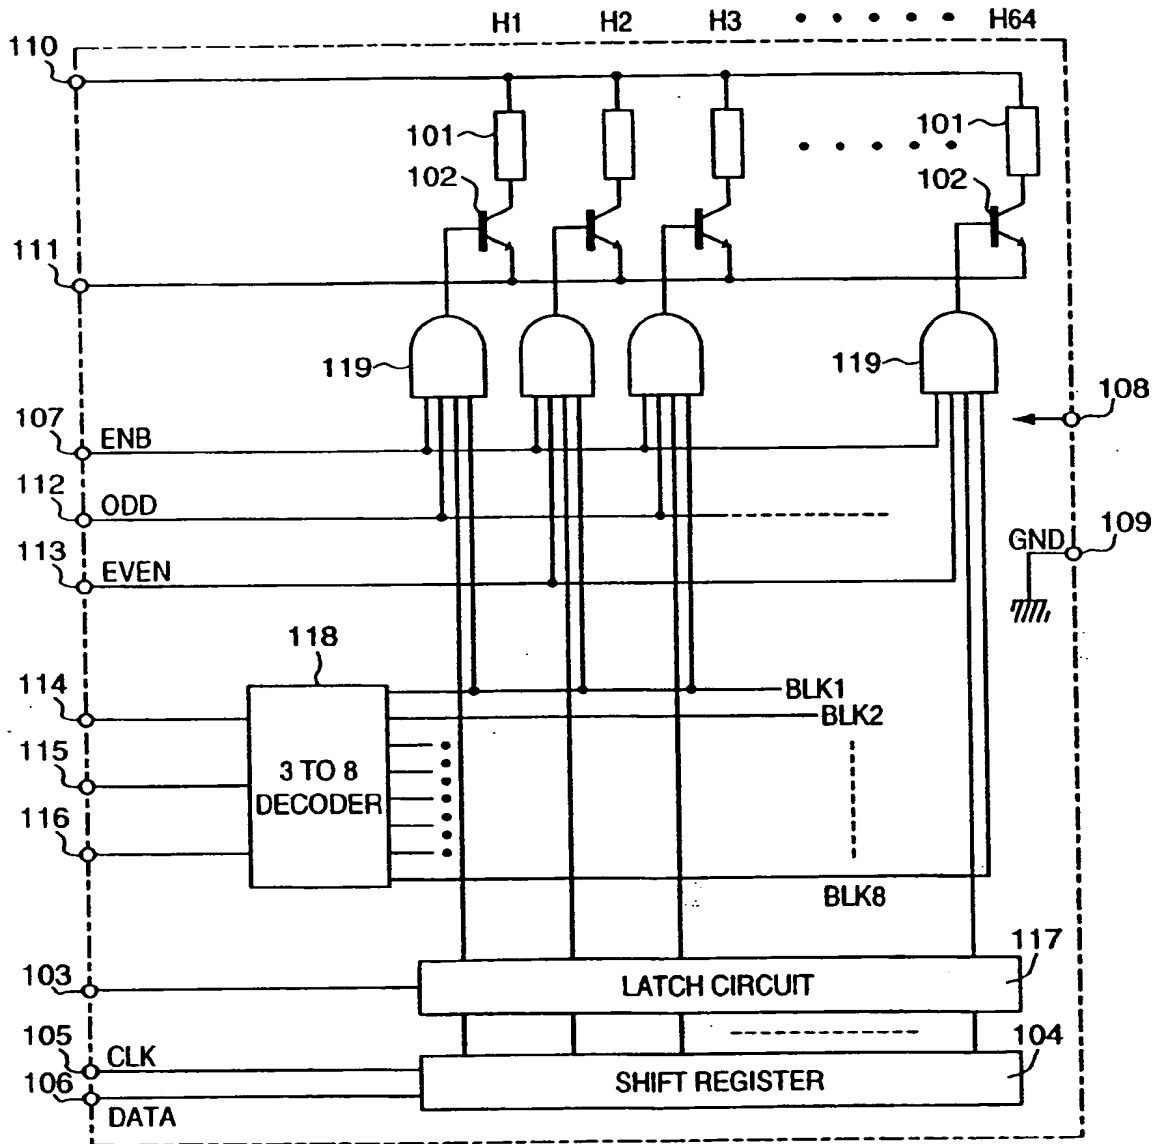 H1 H2 H3 H64
110
101 101
102 102
111
119 119
107 ENB 108
112 ODD
113 EVEN GND 109
118
114 BLK1
BLK2
115 3 TO 8
DECODER
116
BLK8
117
103 LATCH CIRCUIT
105 CLK 104
106 SHIFT REGISTER
DATA